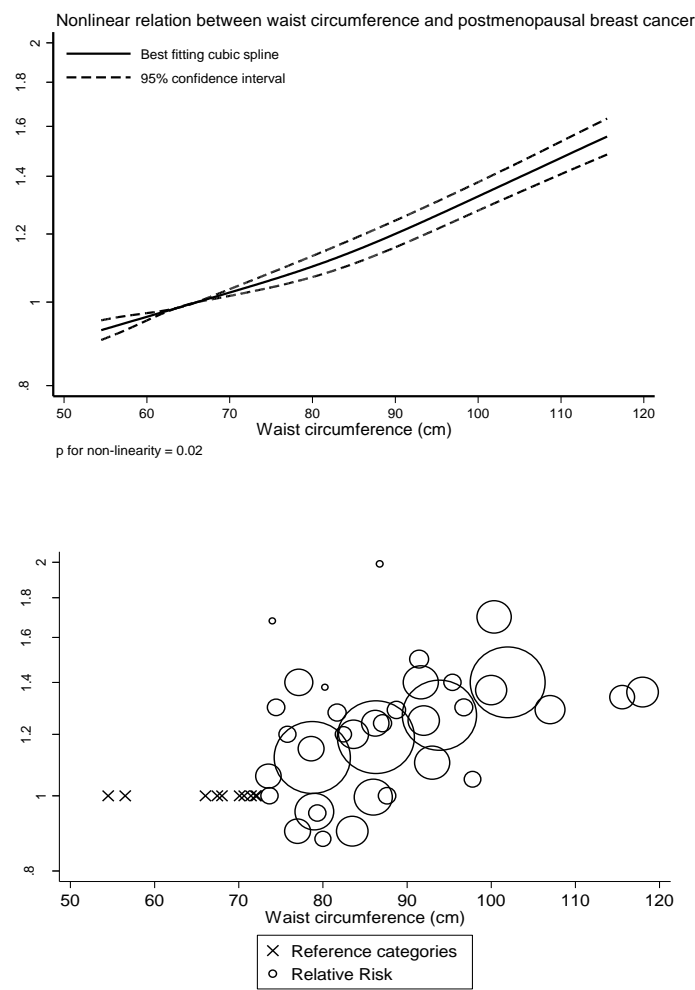 Nonlinear relation between waist circumference and postmenopausal breast cancer
Best fitting cubic spline
95% confidence interval
2
1.8
1.6
1.4
1.2
1
.8
50 60 70 80 90 100 110 120
Waist circumference (cm)
p for non-linearity = 0.02
2
1.8
1.6
1.4
1.2
1
.8
50 60 70 80 90 100 110 120
Waist circumference (cm)
Reference categories
Relative Risk